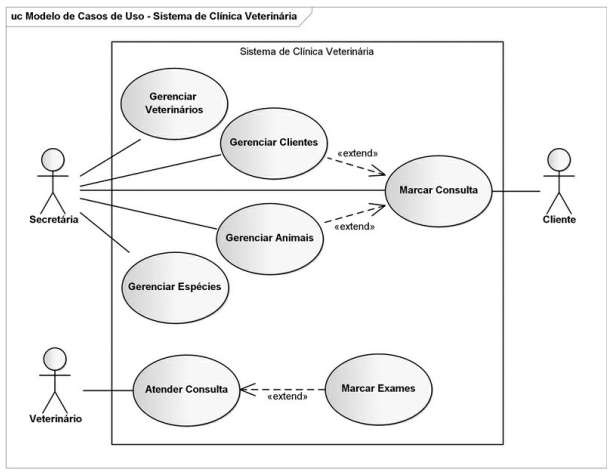 uc Modelo de Casos de Uso - Sistema de Clínica Veterinária
Sistema de Clínica Veterinária
Gerenciar
Veterinários
Gerenciar Clientes
«extend»
Marcar Consulta
Secretária
Cliente
Gerenciar Animais
«extend»
Gerenciar Espécies
Atender Consulta
Marcar Exames
«extend»
Veterinário